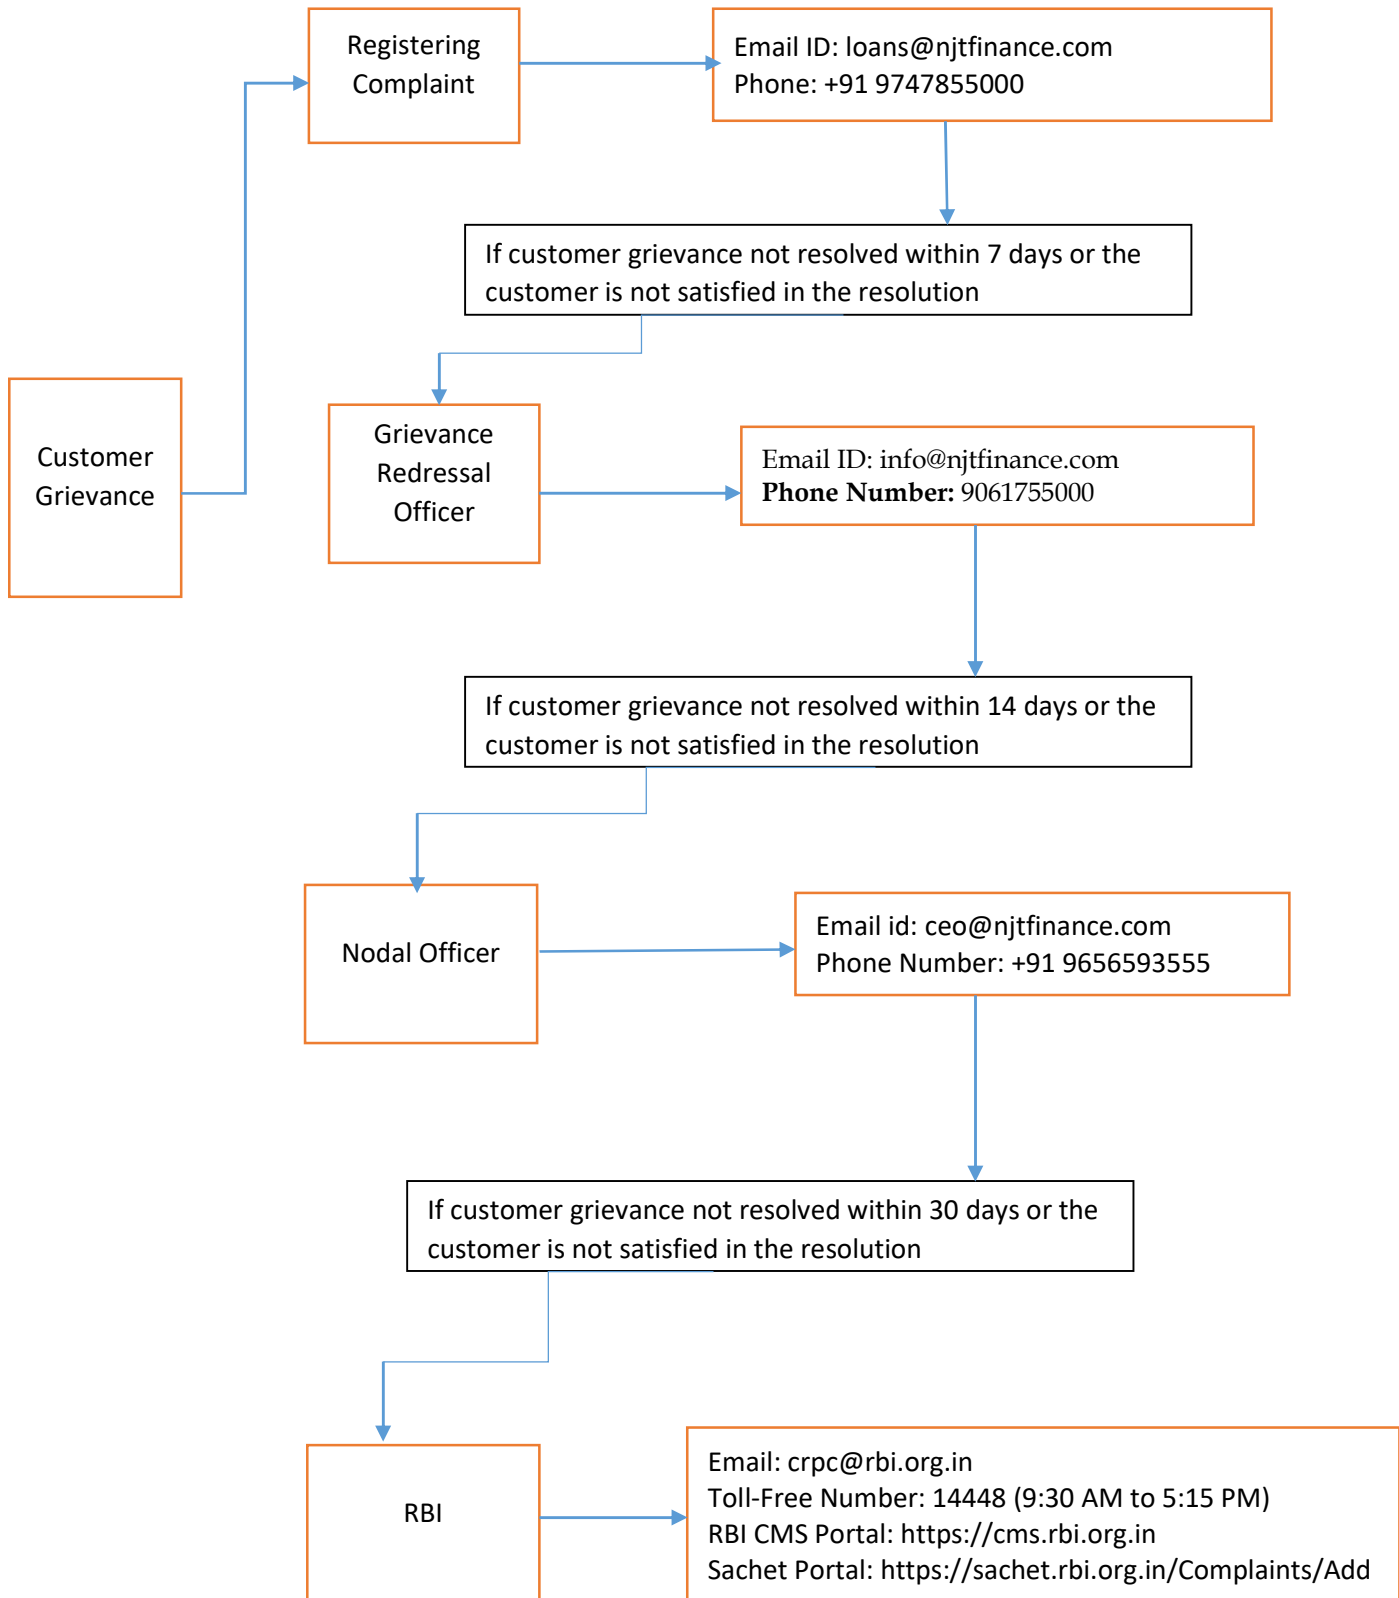 Registering
Complaint
Email ID: loans@njtfinance.com
Phone: +91 9747855000
If customer grievance not resolved within 7 days or the
customer is not satisfied in the resolution
Customer
Grievance
Grievance
Redressal
Officer
Email ID: info@njtfinance.com
Phone Number: 9061755000
If customer grievance not resolved within 14 days or the
customer is not satisfied in the resolution
Nodal Officer
Email id: ceo@njtfinance.com
Phone Number: +91 9656593555
If customer grievance not resolved within 30 days or the
customer is not satisfied in the resolution
RBI
Email: crpc@rbi.org.in
Toll-Free Number: 14448 (9:30 AM to 5:15 PM)
RBI CMS Portal: https://cms.rbi.org.in
Sachet Portal: https://sachet.rbi.org.in/Complaints/Add